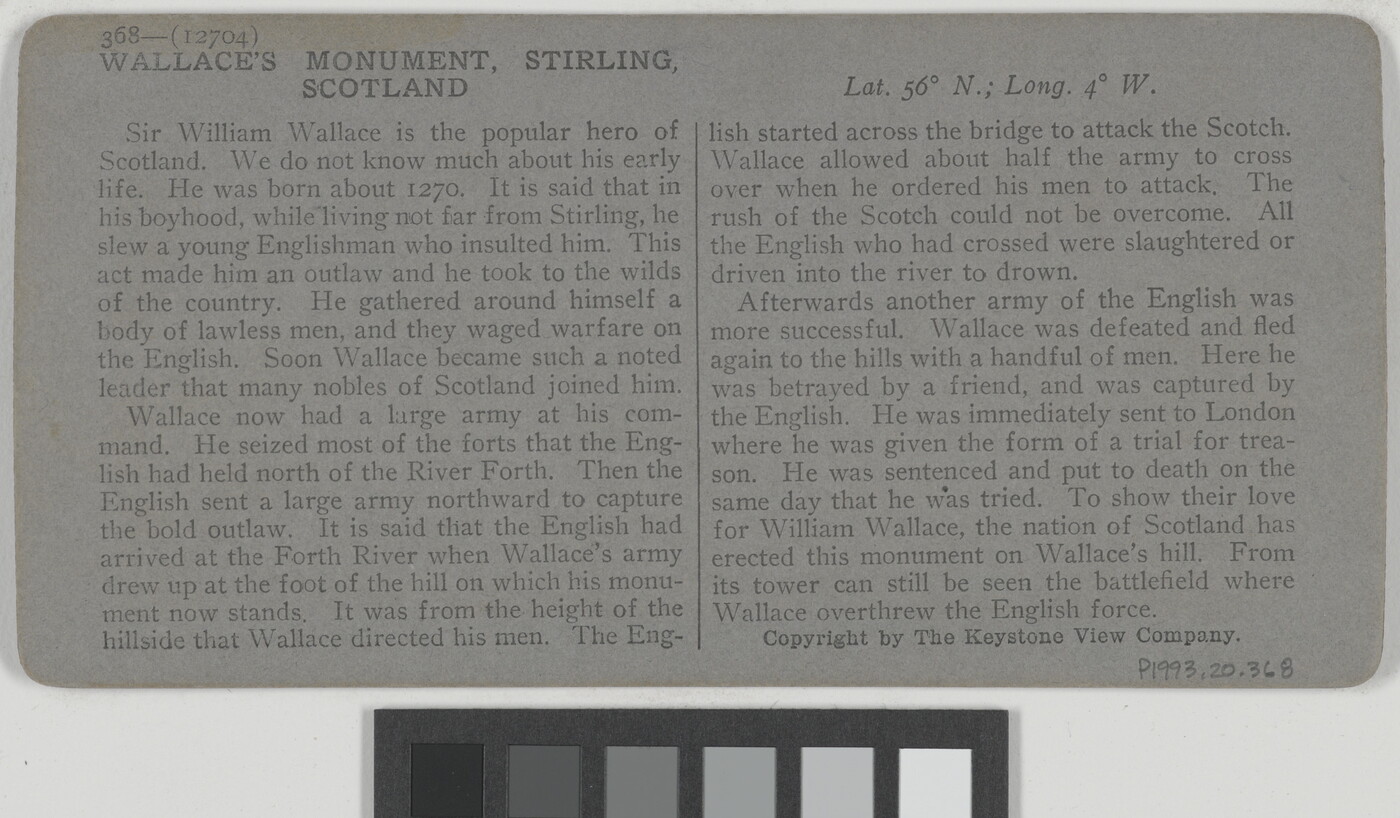 368—(12704)
WALLACE'S MONUMENT, STIRLING,
SCOTLAND
Lat. 56° N.; Long. 4° W.
Sir William Wallace is the popular hero of
Scotland. We do not know much about his early
life. He was born about 1270. It is said that in
his boyhood, while living not far from Stirling, he
slew a young Englishman who insulted him. This
act made him an outlaw and he took to the wilds
of the country. He gathered around himself a
body of lawless men, and they waged warfare on
the English. Soon Wallace became such a noted
leader that many nobles of Scotland joined him.
Wallace now had a large army at his com-
mand. He seized most of the forts that the Eng-
lish had held north of the River Forth. Then the
English sent a large army northward to capture
the bold outlaw. It is said that the English had
arrived at the Forth River when Wallace's army
drew up at the foot of the hill on which his monu-
ment now stands. It was from the height of the
hillside that Wallace directed his men. The Eng-
lish started across the bridge to attack the Scotch.
Wallace allowed about half the army to cross
over when he ordered his men to attack. The
rush of the Scotch could not be overcome. All
the English who had crossed were slaughtered or
driven into the river to drown.
Afterwards another army of the English was
more successful. Wallace was defeated and fled
again to the hills with a handful of men. Here he
was betrayed by a friend, and was captured by
the English. He was immediately sent to London
where he was given the form of a trial for trea-
son. He was sentenced and put to death on the
same day that he was tried. To show their love
for William Wallace, the nation of Scotland has
erected this monument on Wallace's hill. From
its tower can still be seen the battlefield where
Wallace overthrew the English force.
Copyright by The Keystone View Company.
P1993.20.368